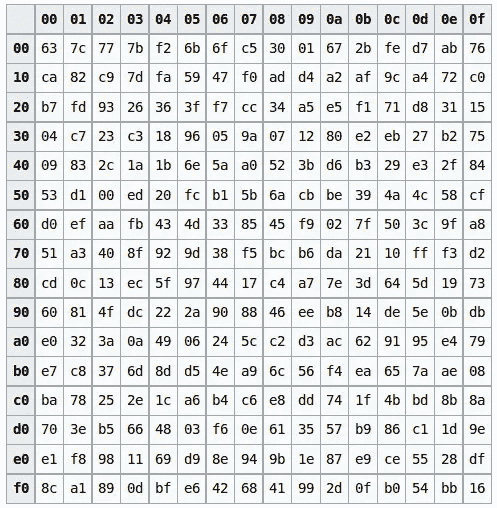 00 01 02 03 04 05 06 07 08 09 0a 0b 0c 0d 0e 0f
00 63 7c 77 7b f2 6b 6f c5 30 01 67 2b fe d7 ab 76
10 ca 82 c9 7d fa 59 47 f0 ad d4 a2 af 9c a4 72 c0
20 b7 fd 93 26 36 3f f7 cc 34 a5 e5 f1 71 d8 31 15
30 04 c7 23 c3 18 96 05 9a 07 12 80 e2 eb 27 b2 75
40 09 83 2c 1a 1b 6e 5a a0 52 3b d6 b3 29 e3 2f 84
50 53 d1 00 ed 20 fc b1 5b 6a cb be 39 4a 4c 58 cf
60 d0 ef aa fb 43 4d 33 85 45 f9 02 7f 50 3c 9f a8
70 51 a3 40 8f 92 9d 38 f5 bc b6 da 21 10 ff f3 d2
80 cd 0c 13 ec 5f 97 44 17 c4 a7 7e 3d 64 5d 19 73
90 60 81 4f dc 22 2a 90 88 46 ee b8 14 de 5e 0b db
a0 e0 32 3a 0a 49 06 24 5c c2 d3 ac 62 91 95 e4 79
b0 e7 c8 37 6d 8d d5 4e a9 6c 56 f4 ea 65 7a ae 08
c0 ba 78 25 2e 1c a6 b4 c6 e8 dd 74 1f 4b bd 8b 8a
d0 70 3e b5 66 48 03 f6 0e 61 35 57 b9 86 c1 1d 9e
e0 e1 f8 98 11 69 d9 8e 94 9b 1e 87 e9 ce 55 28 df
f0 8c a1 89 0d bf e6 42 68 41 99 2d 0f b0 54 bb 16